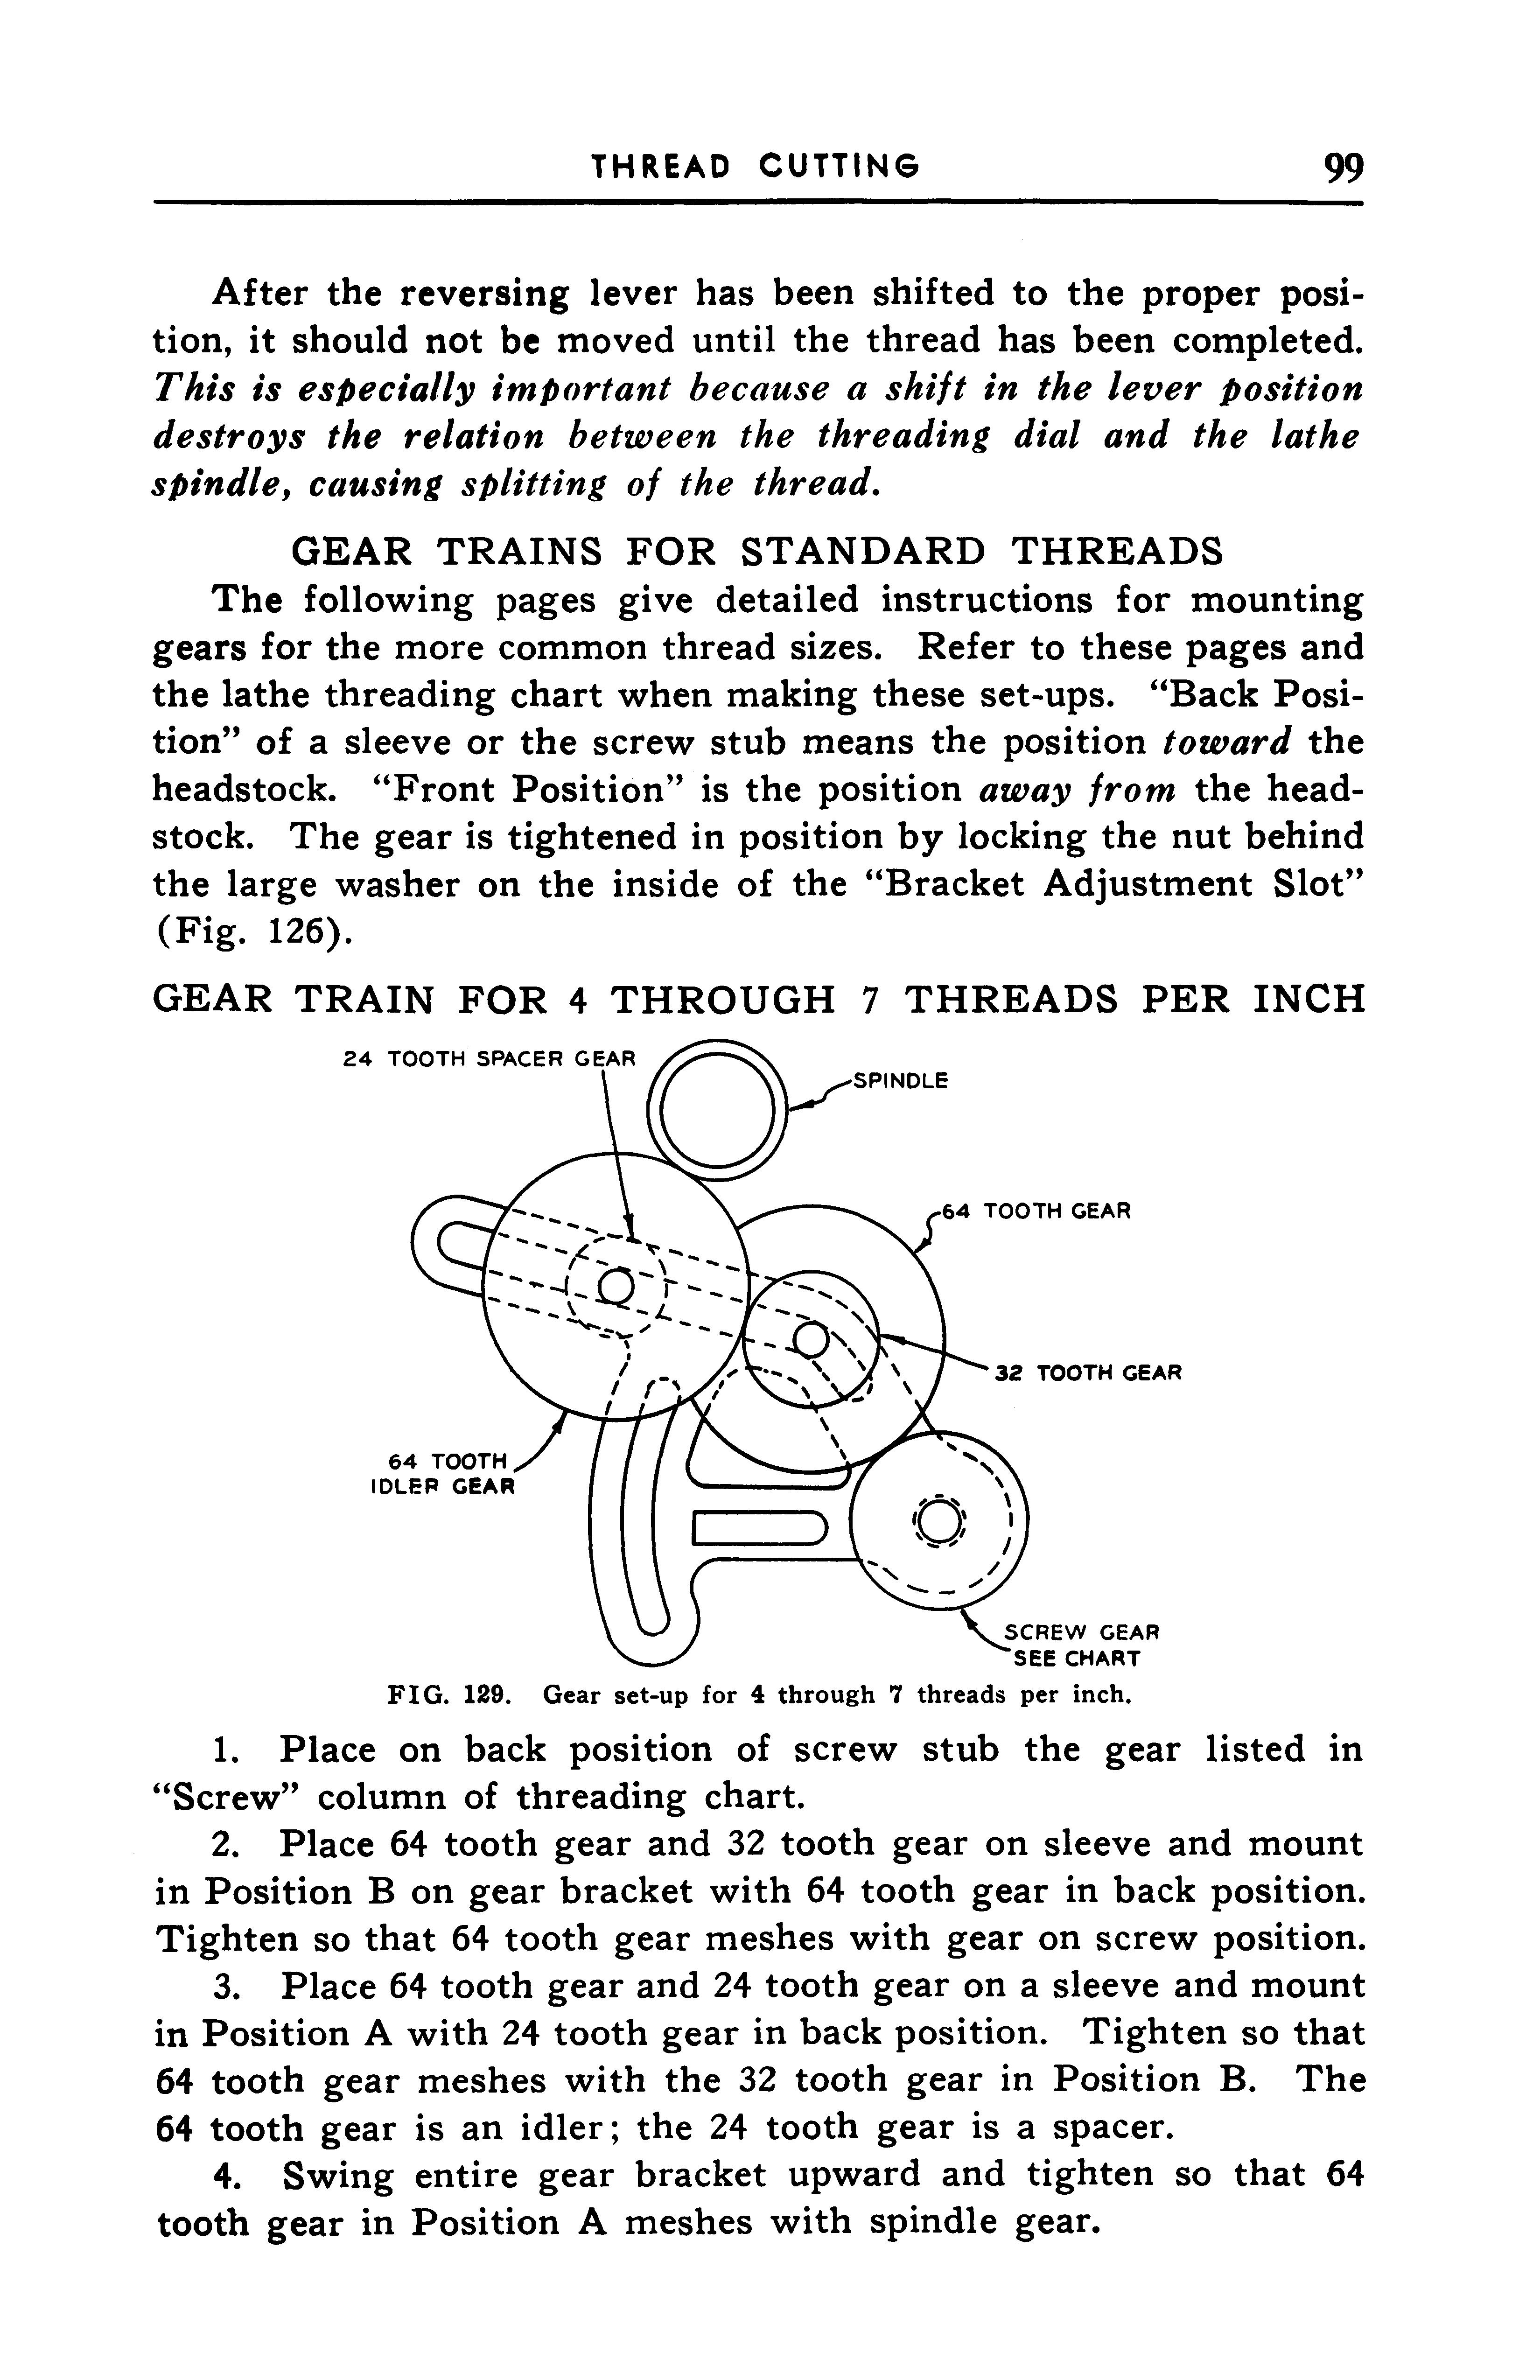 THREAD CUTTING 99
After the reversing lever has been shifted to the proper posi-
tion, it should not be moved until the thread has been completed.
This is especially important because a shift in the lever position
destroys the relation between the threading dial and the lathe
spindle, causing splitting of the thread.
GEAR TRAINS FOR STANDARD THREADS
The following pages give detailed instructions for mounting
gears for the more common thread sizes. Refer to these pages and
the lathe threading chart when making these set-ups. “Back Posi-
tion” of a sleeve or the screw stub means the position toward the
headstock. “Front Position” is the position away from the head-
stock. The gear is tightened in position by locking the nut behind
the large washer on the inside of the “Bracket Adjustment Slot”
(Fig. 126).
GEAR TRAIN FOR 4 THROUGH 7 THREADS PER INCH
24 TOOTH SPACER GEAR
SPINDLE
64 TOOTH GEAR
32 TOOTH GEAR
64 TOOTH
IDLER GEAR
SCREW GEAR
SEE CHART
FIG. 129. Gear set-up for 4 through 7 threads per inch.
1. Place on back position of screw stub the gear listed in
“Screw” column of threading chart.
2. Place 64 tooth gear and 32 tooth gear on sleeve and mount
in Position B on gear bracket with 64 tooth gear in back position.
Tighten so that 64 tooth gear meshes with gear on screw position.
3. Place 64 tooth gear and 24 tooth gear on a sleeve and mount
in Position A with 24 tooth gear in back position. Tighten so that
64 tooth gear meshes with the 32 tooth gear in Position B. The
64 tooth gear is an idler; the 24 tooth gear is a spacer.
4. Swing entire gear bracket upward and tighten so that 64
tooth gear in Position A meshes with spindle gear.